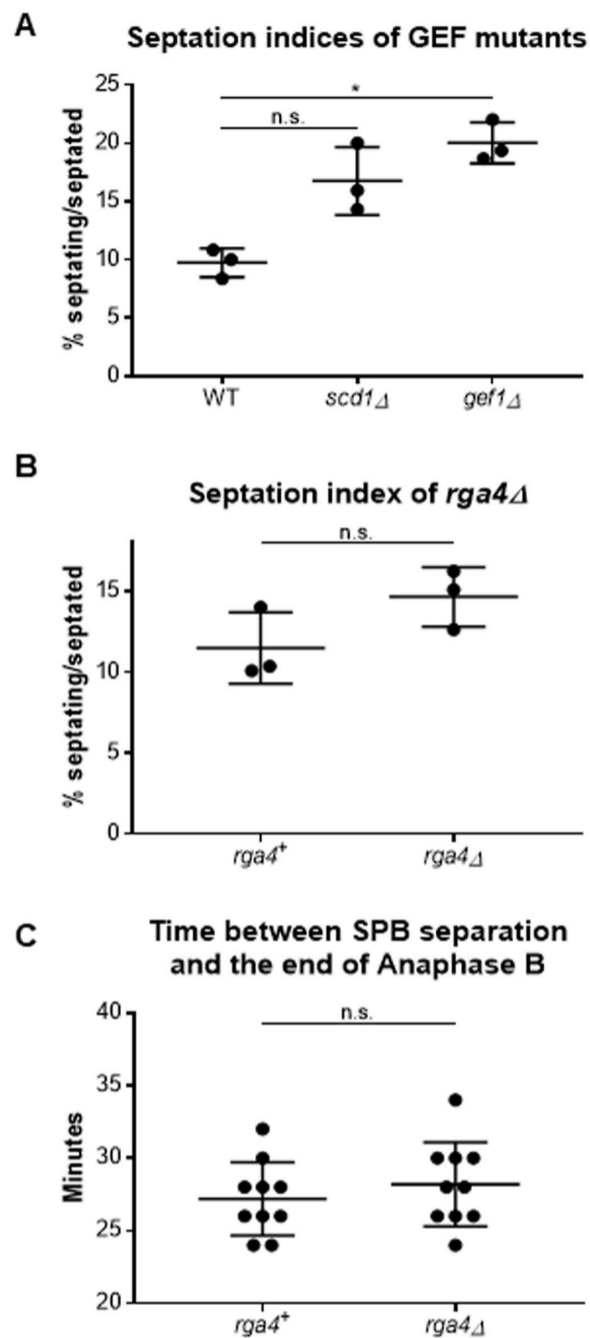 A
Septation indices of GEF mutants
% septating/septated
25
20
15
10
5
0
*
n.s.
WT
scd1Δ
gef1Δ
B
Septation index of rga4Δ
% septating/septated
15
10
5
0
n.s.
rga4⁺
rga4Δ
C
Time between SPB separation
and the end of Anaphase B
Minutes
40
35
30
25
20
n.s.
rga4⁺
rga4Δ